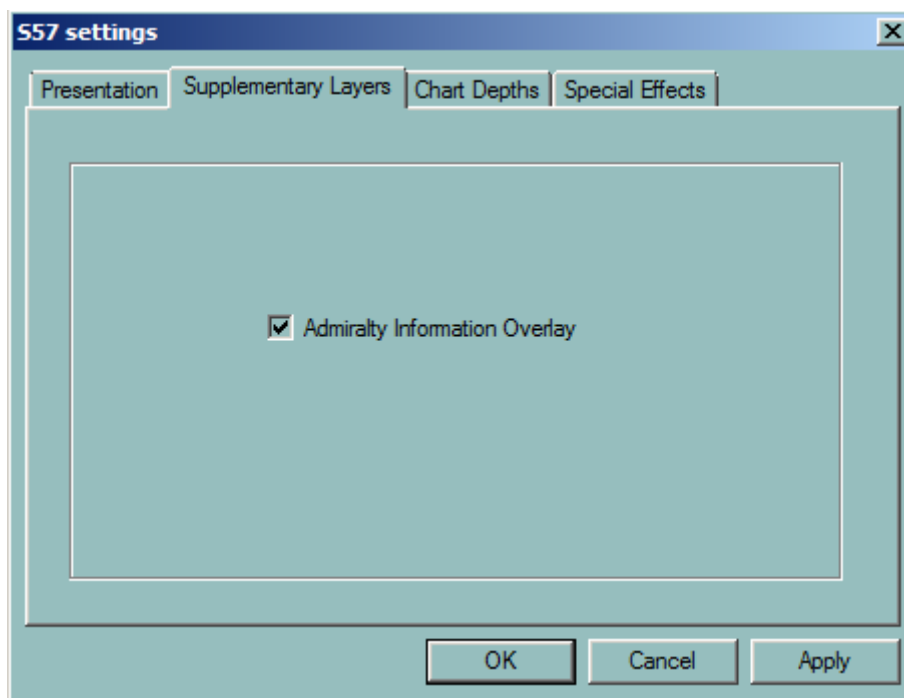 S57 settings
Presentation Supplementary Layers Chart Depths Special Effects
Admiralty Information Overlay
OK Cancel Apply